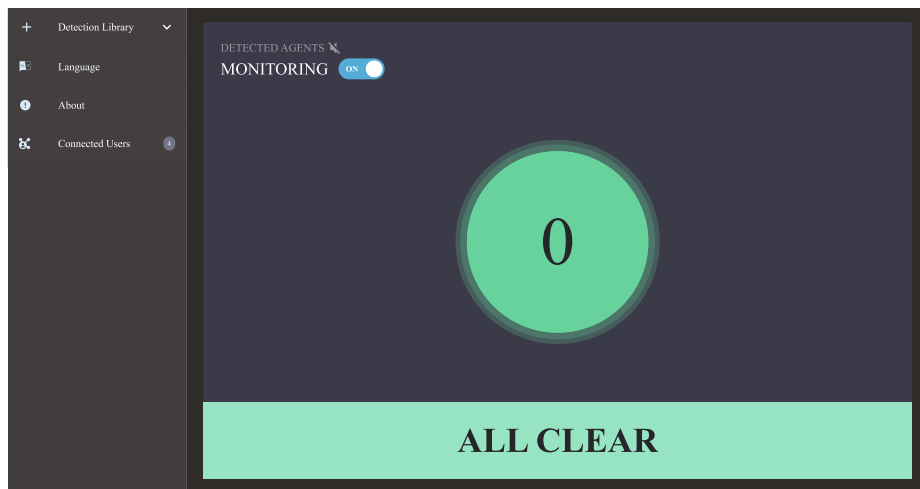 Detection Library
Language
About
Connected Users 4
DETECTED AGENTS
MONITORING ON
0
ALL CLEAR